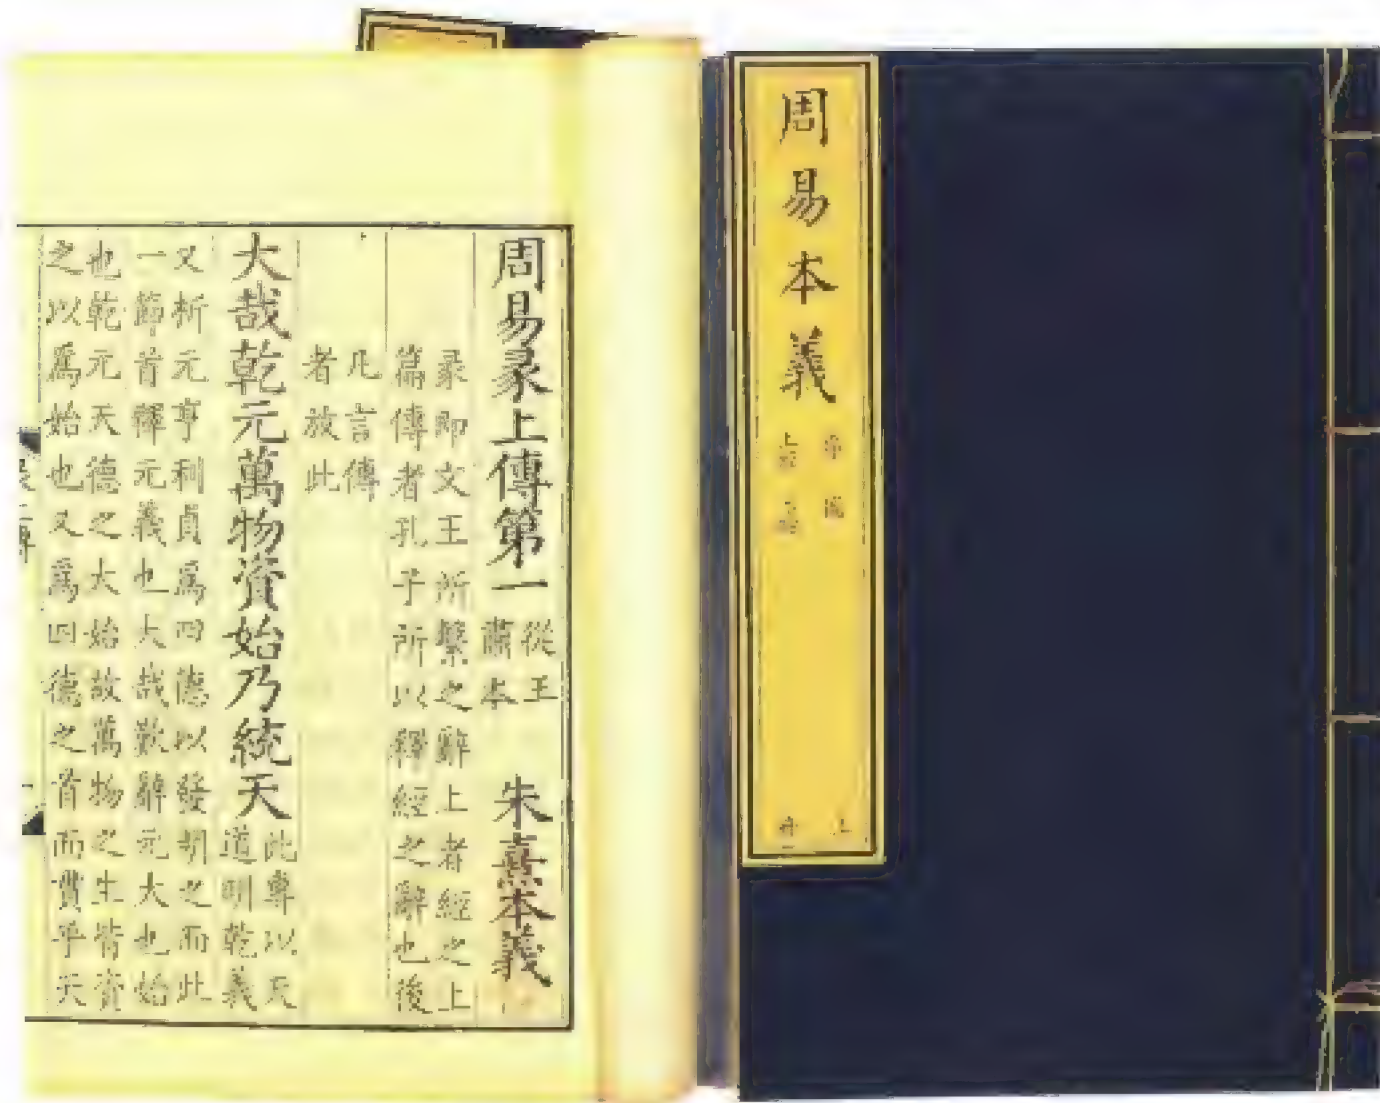 周易本義
周易彖上傳第一
從王
肅本
朱熹本義
彖即文王所繫之辭上者經之上
篇傳者孔子所以釋經之辭也後
凡言傳
者放此
大哉乾元萬物資始乃統天
此專以天
道明乾義
又析元亨利貞爲四德以發明之而此
一節首釋元義也大哉歎辭元大也始
也乾元天德之大始故萬物之生皆資
之以爲始也又爲四德之首而貫乎天